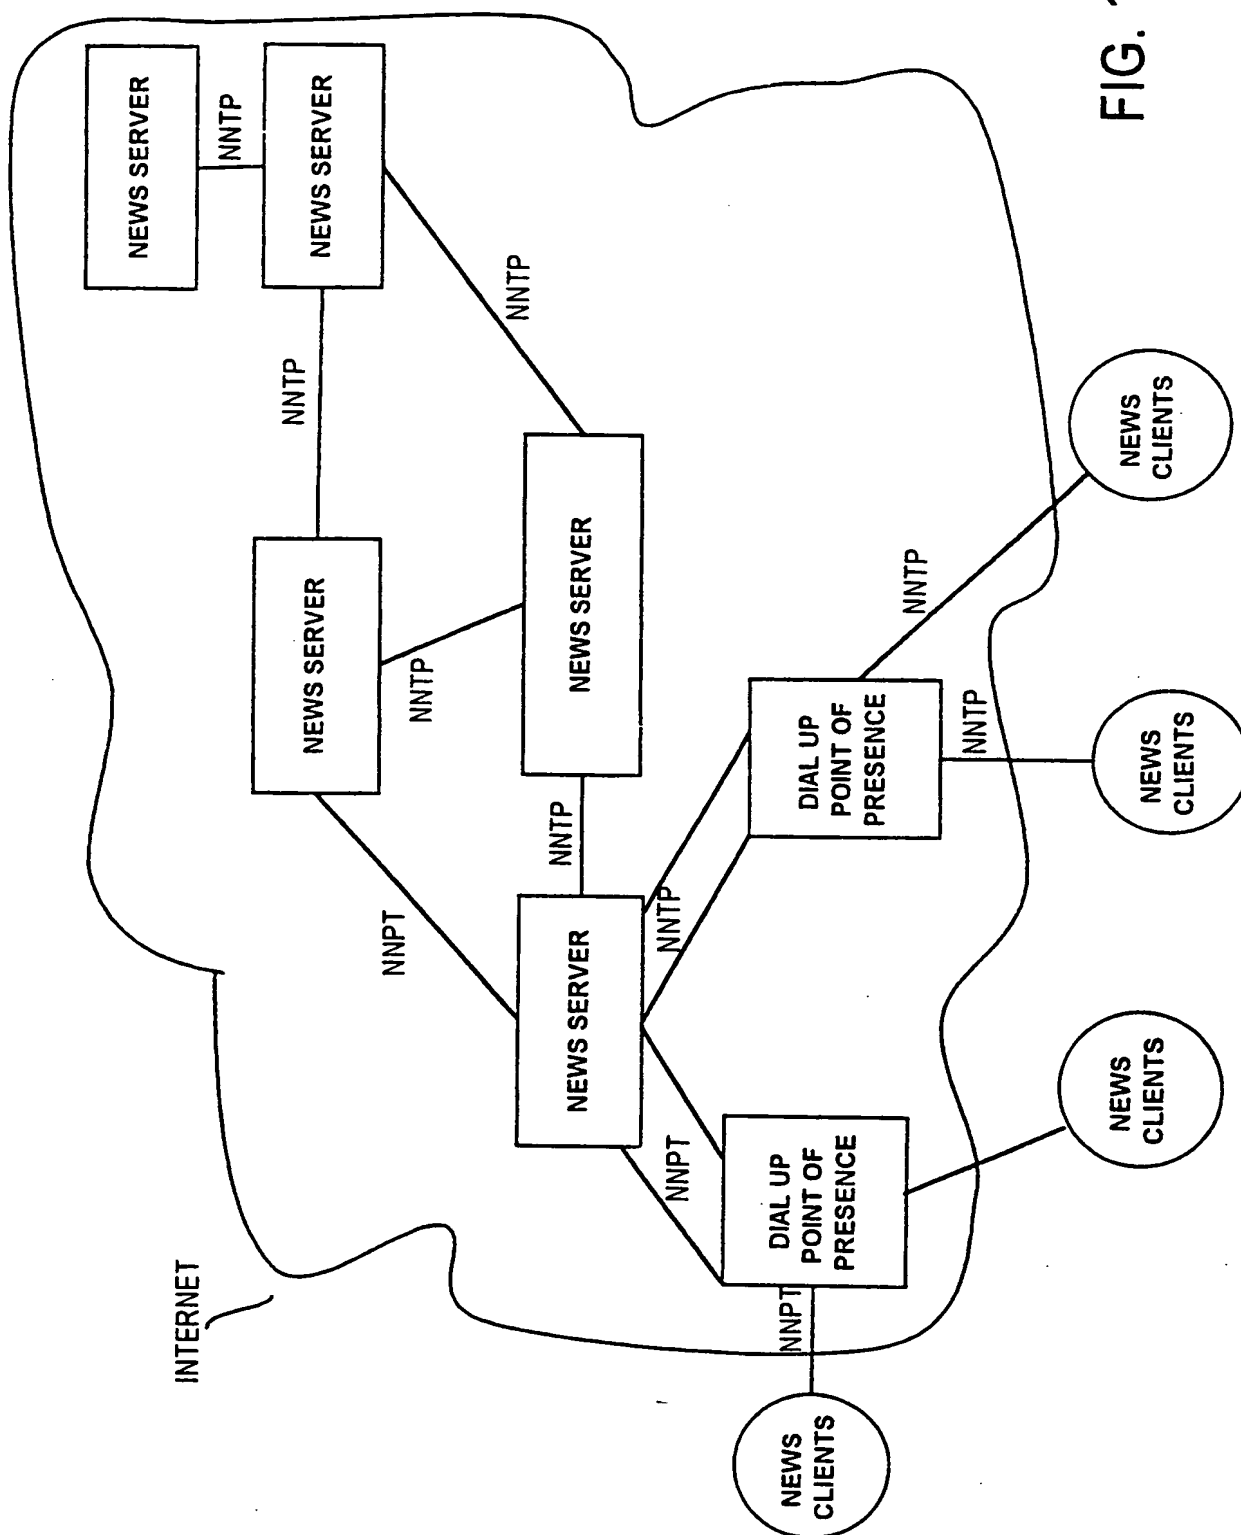 INTERNET
NEWS SERVER
NNTP
NEWS SERVER
NNTP
NNTP
NEWS SERVER
NNTP
NEWS SERVER
NNPT
NNTP
NEWS SERVER
NNTP
NNPT
DIAL UP
POINT OF
PRESENCE
DIAL UP
POINT OF
PRESENCE
NNPT
NNTP
NNTP
NEWS
CLIENTS
NEWS
CLIENTS
NEWS
CLIENTS
NEWS
CLIENTS
FIG.